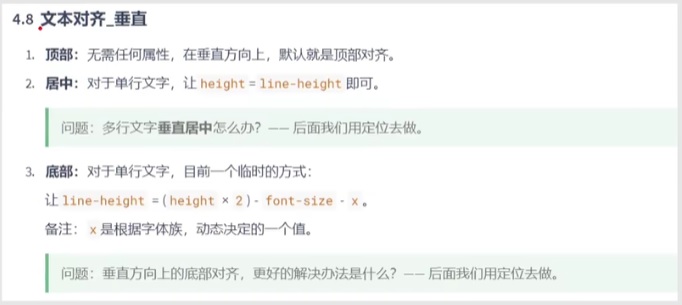 4.8 文本对齐_垂直
1. 顶部：无需任何属性，在垂直方向上，默认就是顶部对齐。
2. 居中：对于单行文字，让 height = line-height 即可。
问题：多行文字垂直居中怎么办？—— 后面我们用定位去做。
3. 底部：对于单行文字，目前一个临时的方式：
让 line-height =(height × 2)- font-size - x 。
备注： x 是根据字体族，动态决定的一个值。
问题：垂直方向上的底部对齐，更好的解决办法是什么？—— 后面我们用定位去做。